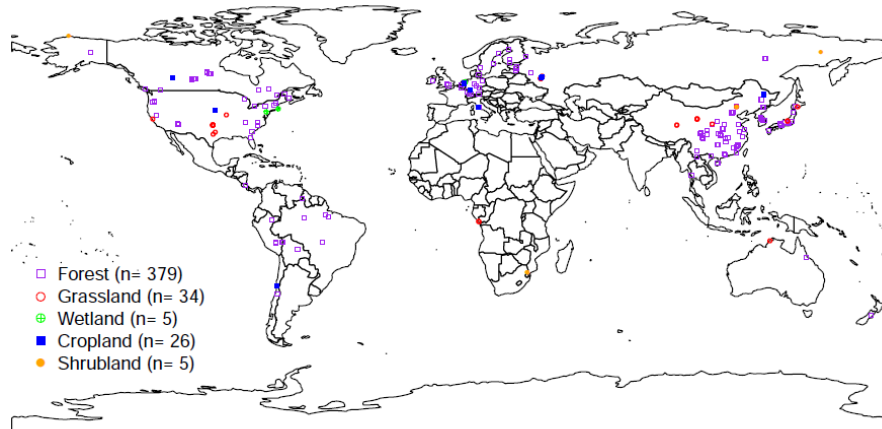 Forest (n= 379)
Grassland (n= 34)
Wetland (n= 5)
Cropland (n= 26)
Shrubland (n= 5)